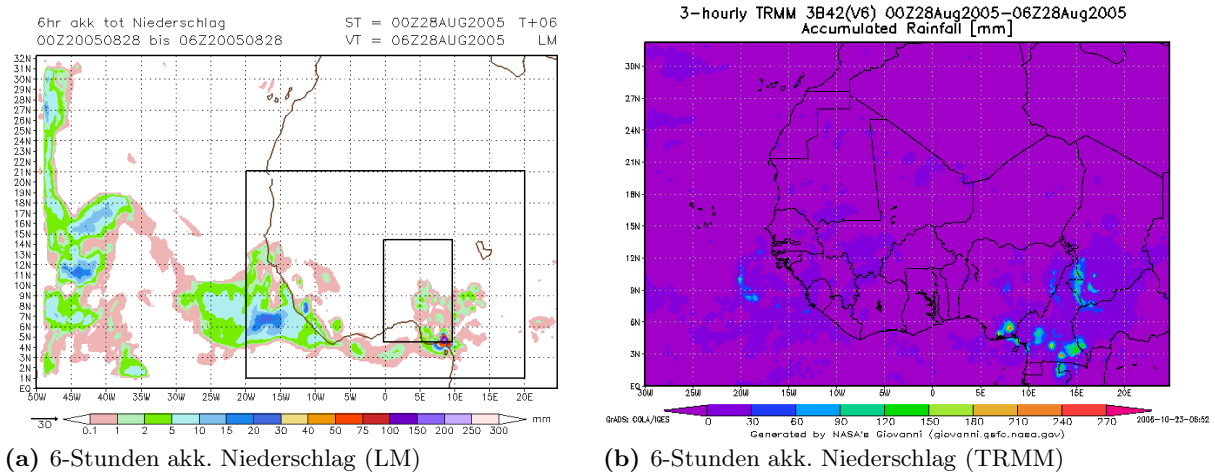 6hr akk tot Niederschlag ST = 00Z28AUG2005 T+06
00Z20050828 bis 06Z20050828 VT = 06Z28AUG2005 LM
32N
31N
30N
29N
28N
27N
26N
25N
24N
23N
22N
21N
20N
19N
18N
17N
16N
15N
14N
13N
12N
11N
10N
9N
8N
7N
6N
5N
4N
3N
2N
1N
EQ
50W 45W 40W 35W 30W 25W 20W 15W 10W 5W 0 5E 10E 15E 20E
30 0.1 1 2 5 10 15 20 30 40 50 75 100 150 200 250 300 mm
(a) 6-Stunden akk. Niederschlag (LM)
3-hourly TRMM 3B42(V6) 00Z28Aug2005-06Z28Aug2005
Accumulated Rainfall [mm]
30N
27N
24N
21N
18N
15N
12N
9N
6N
3N
EQ
30W 25W 20W 15W 10W 5W 0 5E 10E 15E 20E
GrADS: COLA/IGES 0 30 60 90 120 150 180 210 240 270 2006-10-23-08:52
Generated by NASA's Giovanni (giovanni.gsfc.nasa.gov)
(b) 6-Stunden akk. Niederschlag (TRMM)